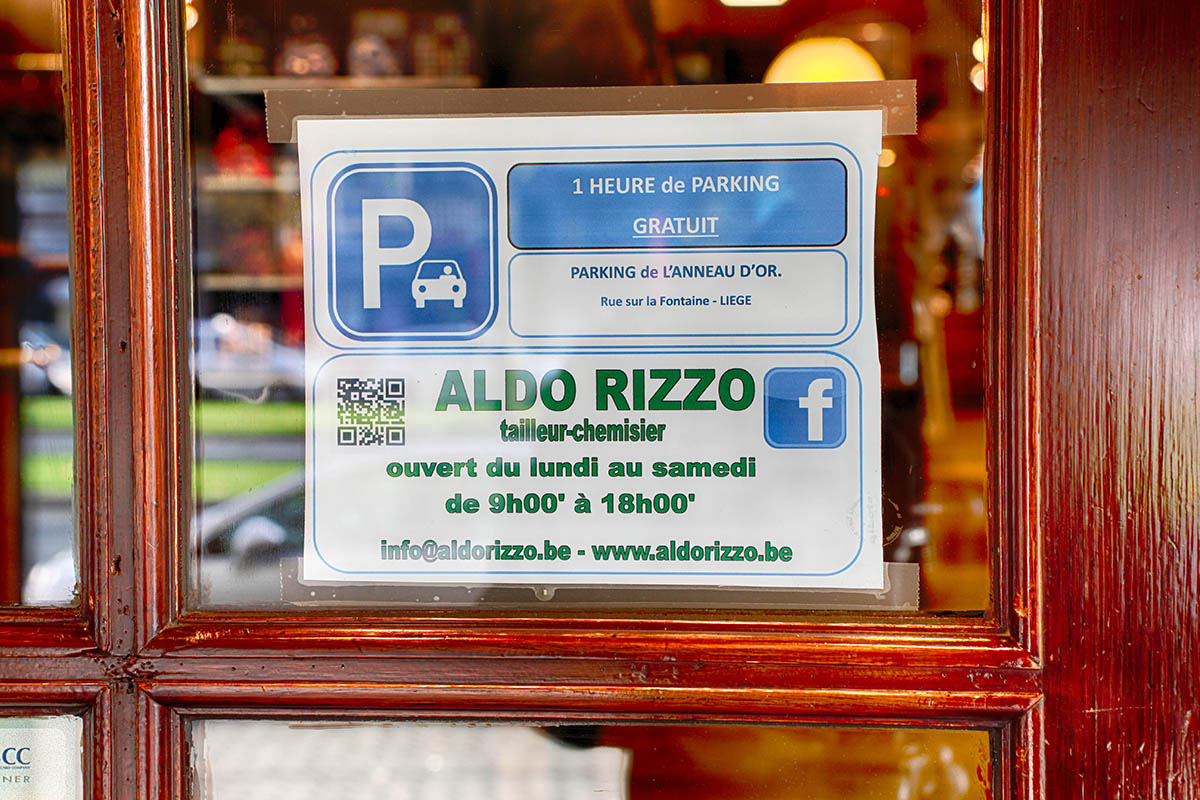 P
1 HEURE de PARKING
GRATUIT
PARKING de L'ANNEAU D'OR.
Rue sur la Fontaine - LIEGE
ALDO RIZZO
f
tailleur-chemisier
ouvert du lundi au samedi
de 9h00' à 18h00'
info@aldorizzo.be - www.aldorizzo.be